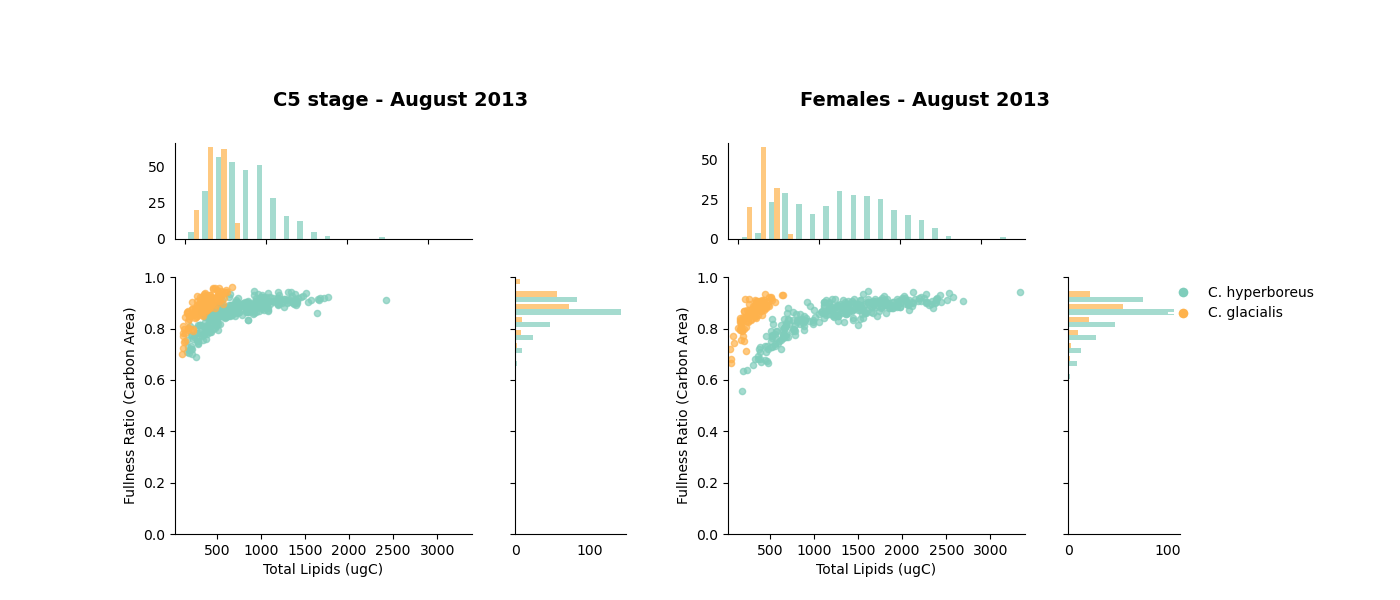 C5 stage - August 2013
Females - August 2013
50
25
0
50
25
0
1.0
0.8
0.6
0.4
0.2
0.0
Fullness Ratio (Carbon Area)
500 1000 1500 2000 2500 3000
Total Lipids (ugC)
0 100
1.0
0.8
0.6
0.4
0.2
0.0
Fullness Ratio (Carbon Area)
500 1000 1500 2000 2500 3000
Total Lipids (ugC)
0 100
C. hyperboreus
C. glacialis